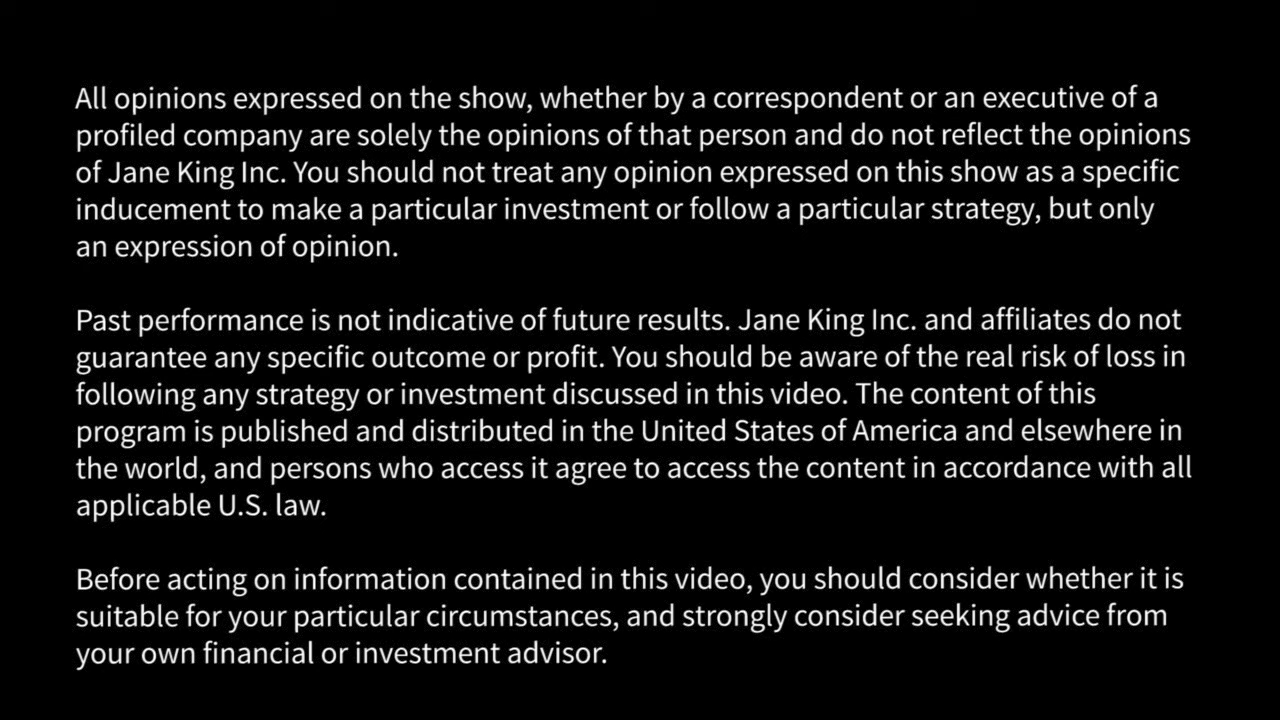 All opinions expressed on the show, whether by a correspondent or an executive of a
profiled company are solely the opinions of that person and do not reflect the opinions
of Jane King Inc. You should not treat any opinion expressed on this show as a specific
inducement to make a particular investment or follow a particular strategy, but only
an expression of opinion.
Past performance is not indicative of future results. Jane King Inc. and affiliates do not
guarantee any specific outcome or profit. You should be aware of the real risk of loss in
following any strategy or investment discussed in this video. The content of this
program is published and distributed in the United States of America and elsewhere in
the world, and persons who access it agree to access the content in accordance with all
applicable U.S. law.
Before acting on information contained in this video, you should consider whether it is
suitable for your particular circumstances, and strongly consider seeking advice from
your own financial or investment advisor.